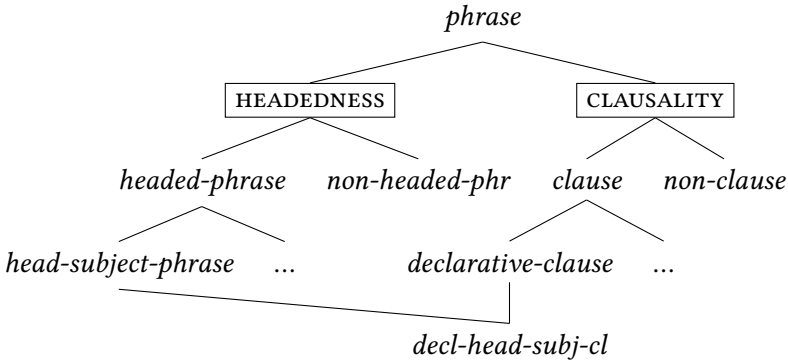 phrase
HEADEDNESS CLAUSALITY
headed-phrase non-headed-phr clause non-clause
head-subject-phrase ... declarative-clause ...
decl-head-subj-cl